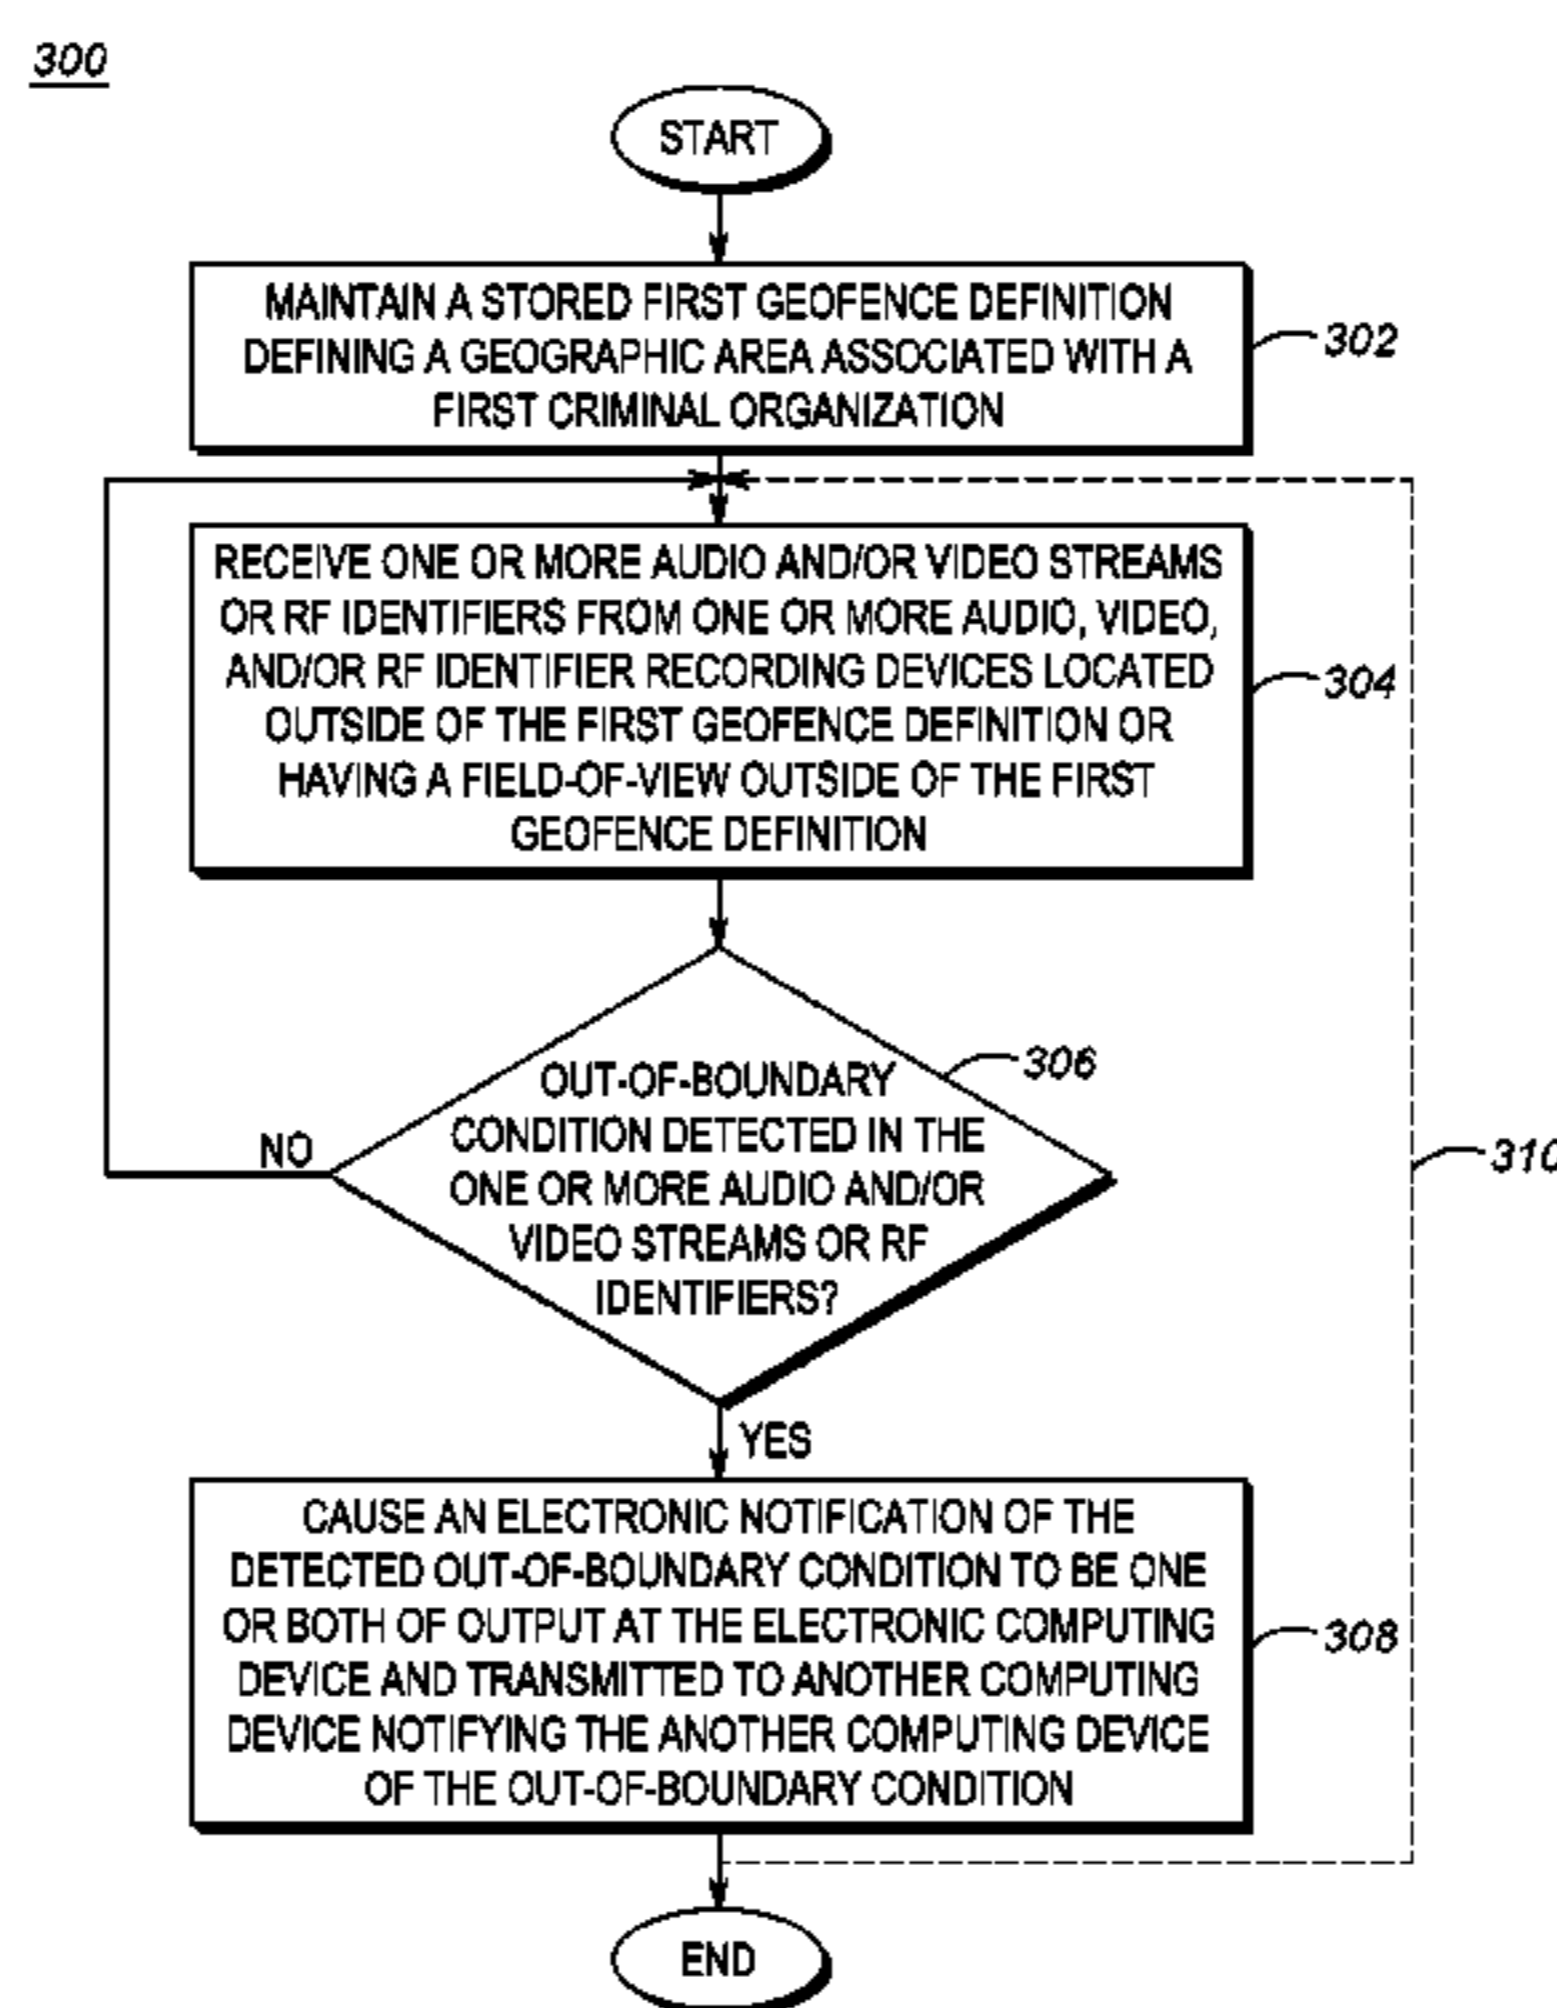 300
START
MAINTAIN A STORED FIRST GEOFENCE DEFINITION
DEFINING A GEOGRAPHIC AREA ASSOCIATED WITH A
FIRST CRIMINAL ORGANIZATION
302
RECEIVE ONE OR MORE AUDIO AND/OR VIDEO STREAMS
OR RF IDENTIFIERS FROM ONE OR MORE AUDIO, VIDEO,
AND/OR RF IDENTIFIER RECORDING DEVICES LOCATED
OUTSIDE OF THE FIRST GEOFENCE DEFINITION OR
HAVING A FIELD-OF-VIEW OUTSIDE OF THE FIRST
GEOFENCE DEFINITION
304
OUT-OF-BOUNDARY
CONDITION DETECTED IN THE
ONE OR MORE AUDIO AND/OR
VIDEO STREAMS OR RF
IDENTIFIERS?
306
NO
310
YES
CAUSE AN ELECTRONIC NOTIFICATION OF THE
DETECTED OUT-OF-BOUNDARY CONDITION TO BE ONE
OR BOTH OF OUTPUT AT THE ELECTRONIC COMPUTING
DEVICE AND TRANSMITTED TO ANOTHER COMPUTING
DEVICE NOTIFYING THE ANOTHER COMPUTING DEVICE
OF THE OUT-OF-BOUNDARY CONDITION
308
END